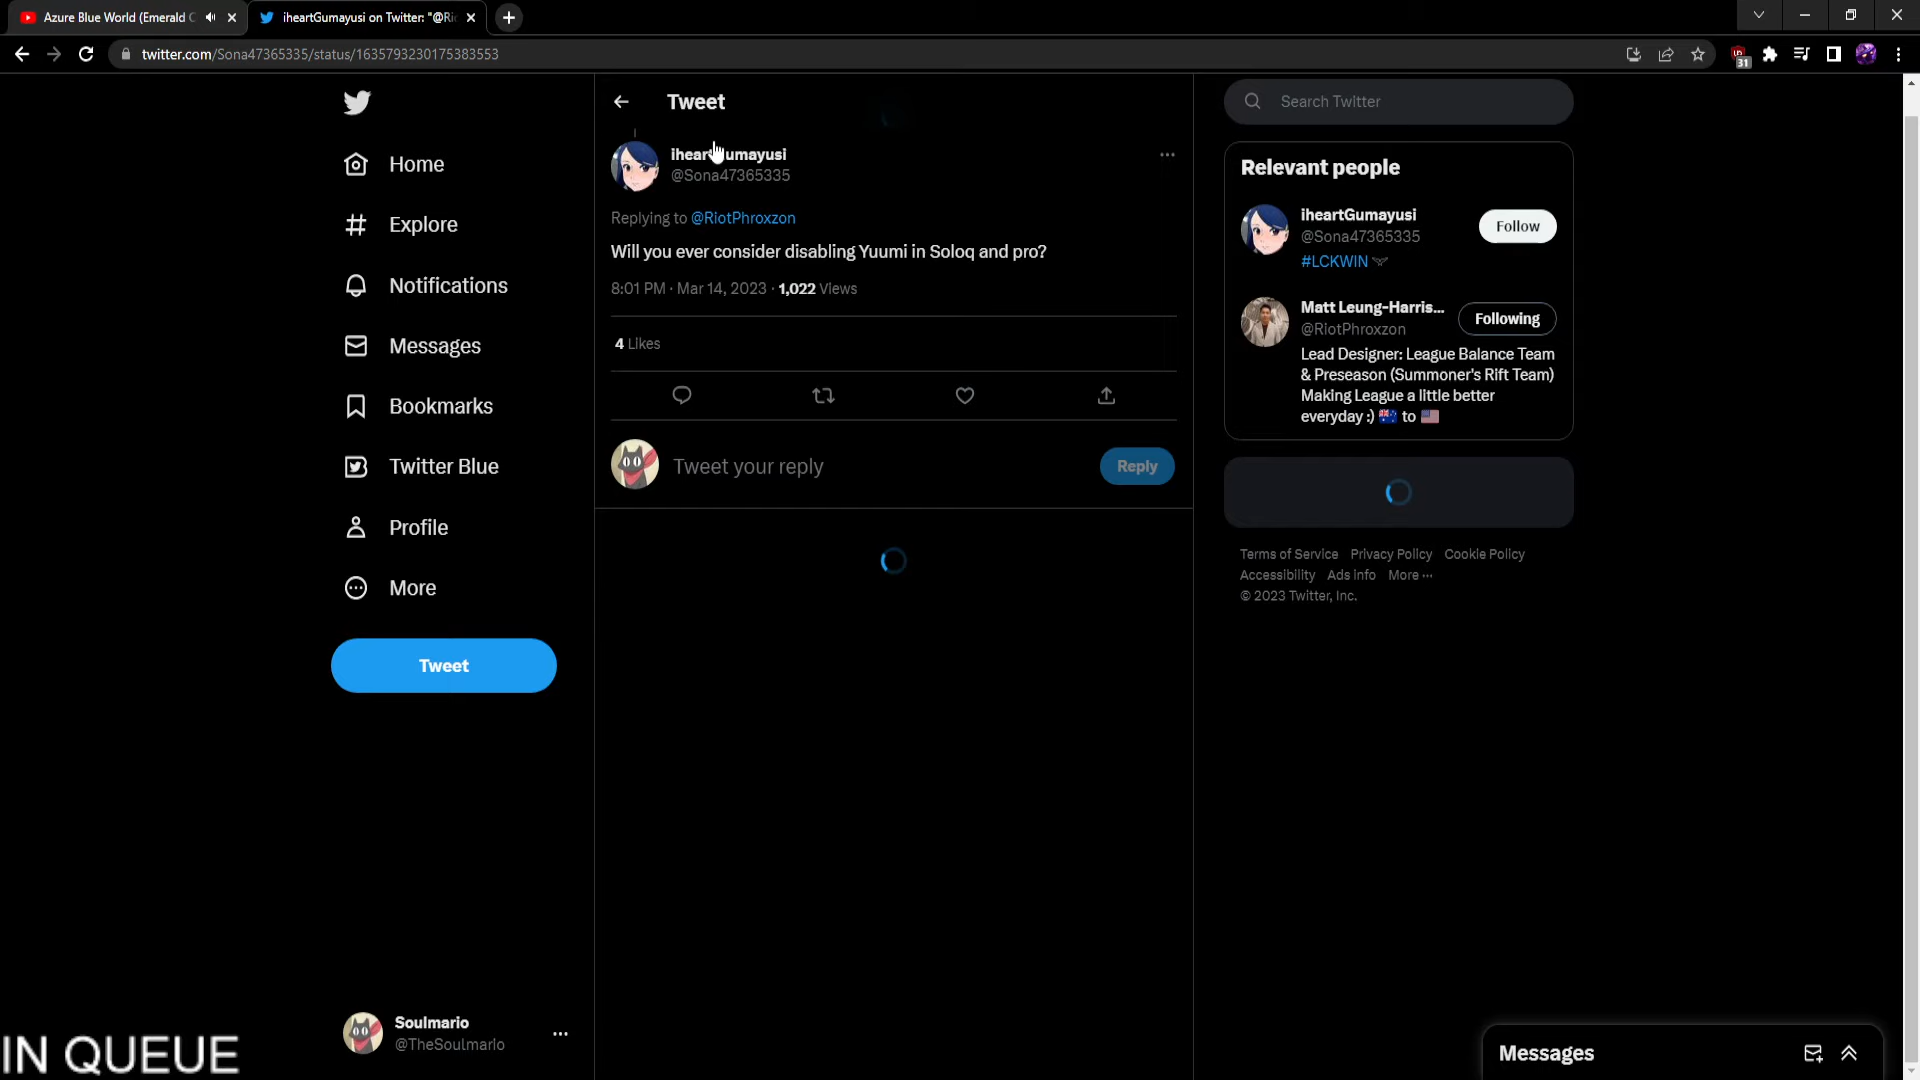 Azure Blue World (Emerald C
iheartGumayusi on Twitter: "@Ri
twitter.com/Sona47365335/status/1635793230175383553
31
Home
Explore
Notifications
Messages
Bookmarks
Twitter Blue
Profile
More
Tweet
Soulmario
@TheSoulmarIo
IN QUEUE
Tweet
iheartGumayusi
@Sona47365335
Replying to @RiotPhroxzon
Will you ever consider disabling Yuumi in Soloq and pro?
8:01 PM · Mar 14, 2023 · 1,022 Views
4 Likes
Tweet your reply
Reply
Search Twitter
Relevant people
iheartGumayusi
@Sona47365335
#LCKWIN
Follow
Matt Leung-Harris...
@RiotPhroxzon
Following
Lead Designer: League Balance Team
& Preseason (Summoner's Rift Team)
Making League a little better
everyday :) 🇦🇺 to 🇺🇸
Terms of Service Privacy Policy Cookie Policy
Accessibility Ads info More ···
© 2023 Twitter, Inc.
Messages